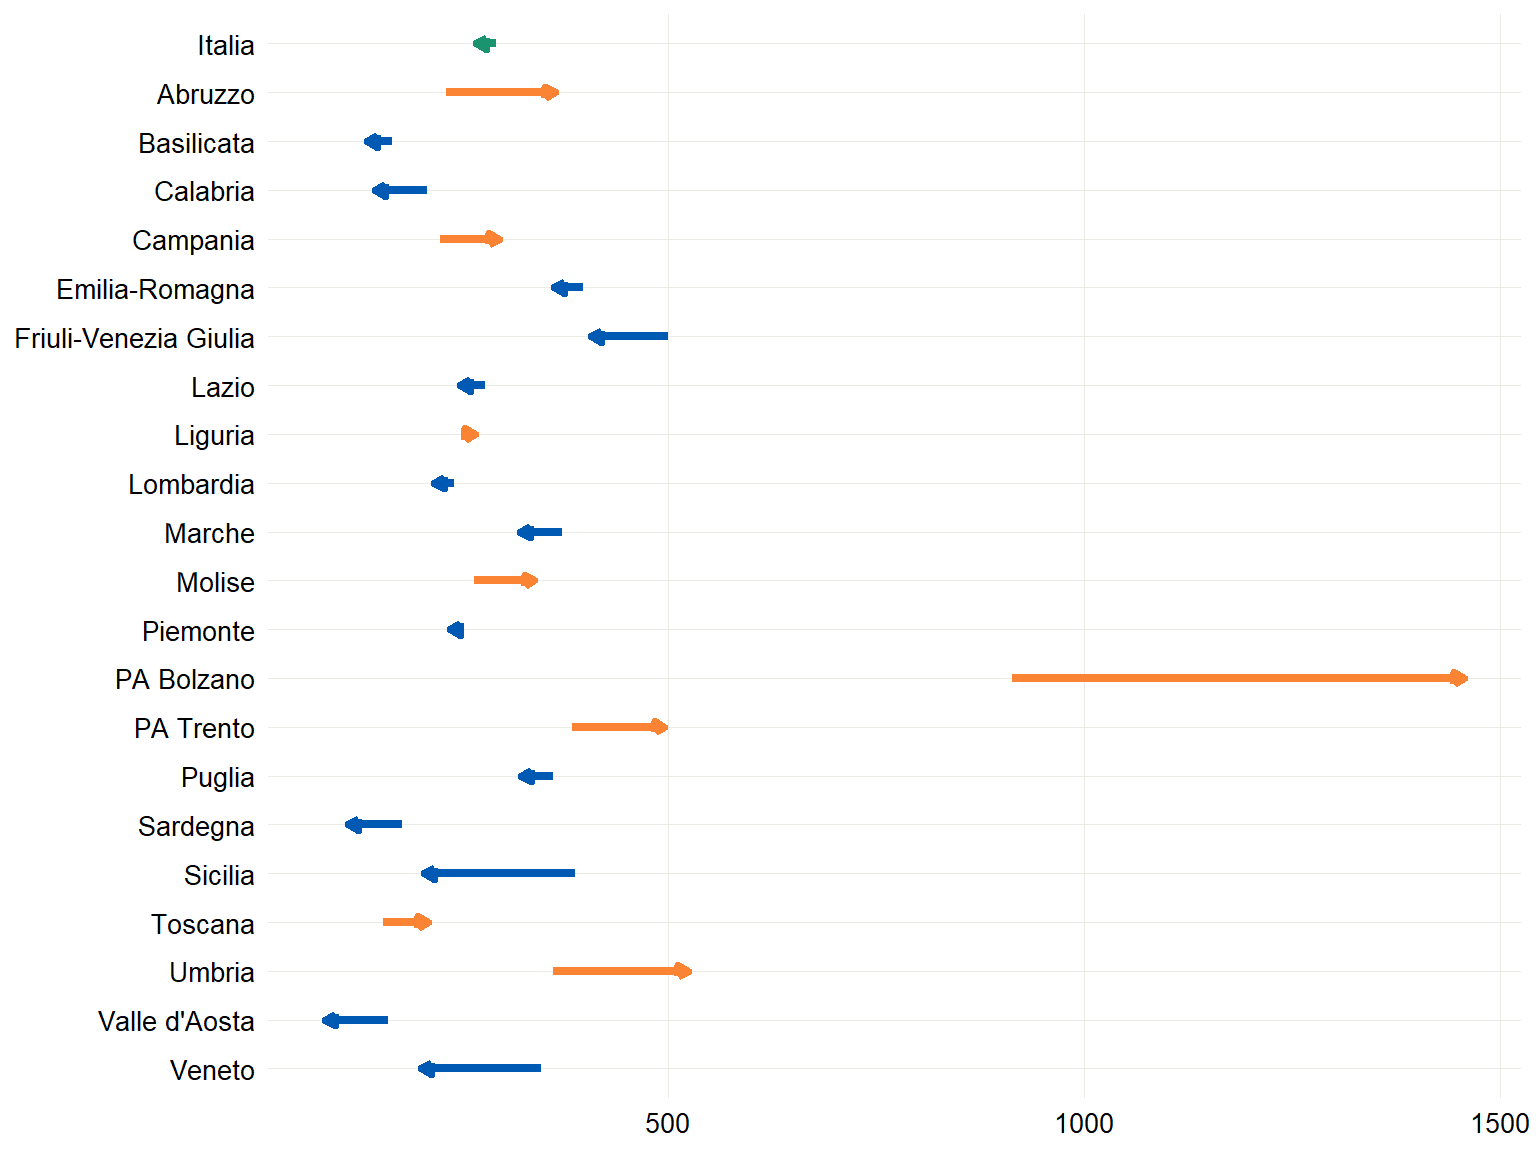 Italia
Abruzzo
Basilicata
Calabria
Campania
Emilia-Romagna
Friuli-Venezia Giulia
Lazio
Liguria
Lombardia
Marche
Molise
Piemonte
PA Bolzano
PA Trento
Puglia
Sardegna
Sicilia
Toscana
Umbria
Valle d'Aosta
Veneto
500 1000 1500